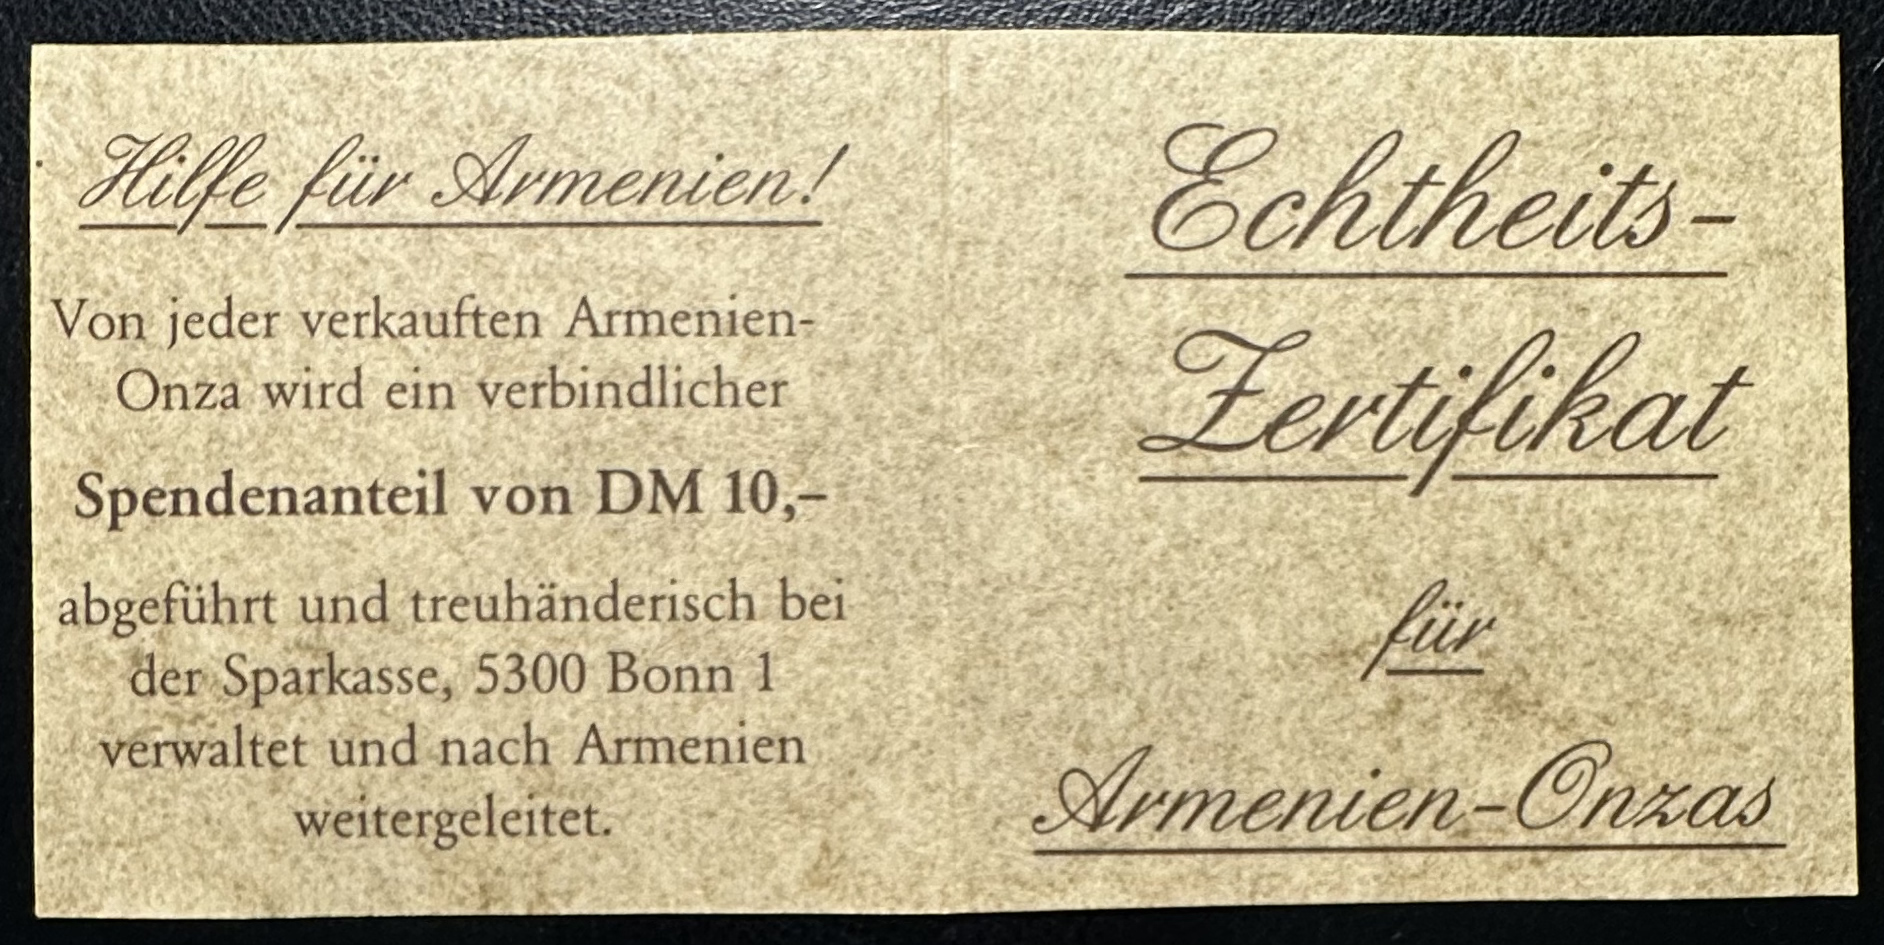 Hilfe für Armenien!
Von jeder verkauften Armenien-
Onza wird ein verbindlicher
Spendenanteil von DM 10,–
abgeführt und treuhänderisch bei
der Sparkasse, 5300 Bonn 1
verwaltet und nach Armenien
weitergeleitet.
Echtheits-
Zertifikat
für
Armenien-Onzas